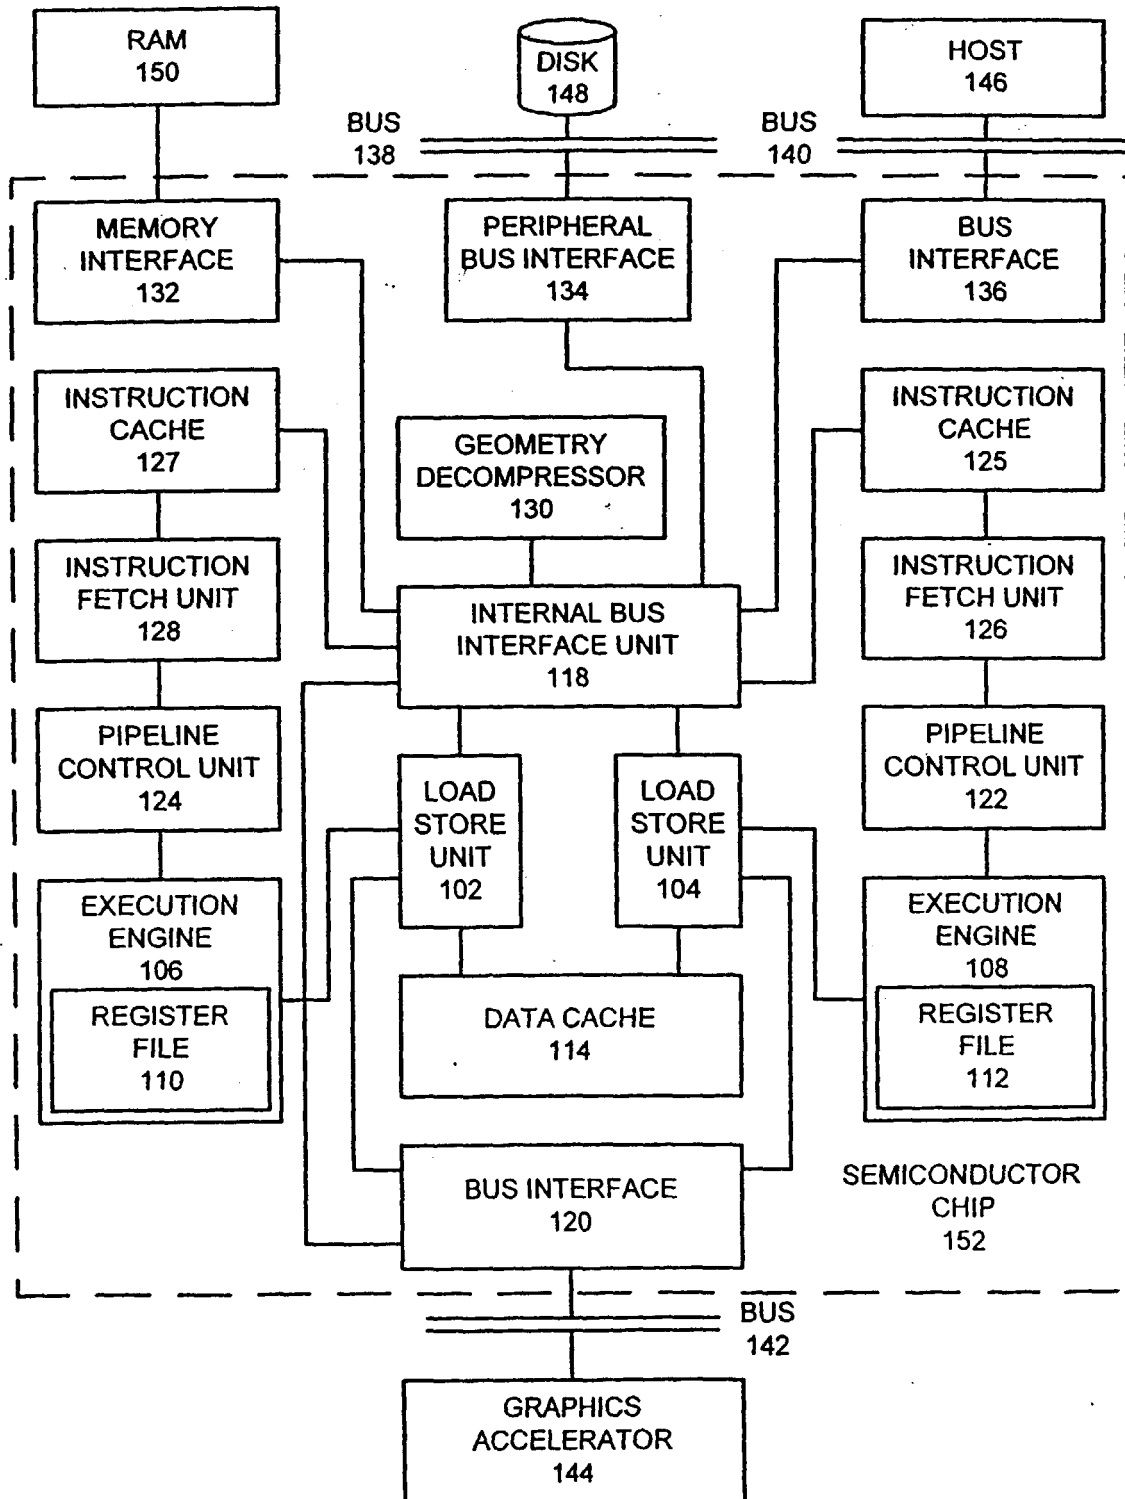 RAM
150
DISK
148
HOST
146
BUS
138
BUS
140
MEMORY
INTERFACE
132
PERIPHERAL
BUS INTERFACE
134
BUS
INTERFACE
136
INSTRUCTION
CACHE
127
GEOMETRY
DECOMPRESSOR
130
INSTRUCTION
CACHE
125
INSTRUCTION
FETCH UNIT
128
INTERNAL BUS
INTERFACE UNIT
118
INSTRUCTION
FETCH UNIT
126
PIPELINE
CONTROL UNIT
124
LOAD
STORE
UNIT
102
LOAD
STORE
UNIT
104
PIPELINE
CONTROL UNIT
122
EXECUTION
ENGINE
106
REGISTER
FILE
110
DATA CACHE
114
EXECUTION
ENGINE
108
REGISTER
FILE
112
BUS INTERFACE
120
SEMICONDUCTOR
CHIP
152
BUS
142
GRAPHICS
ACCELERATOR
144